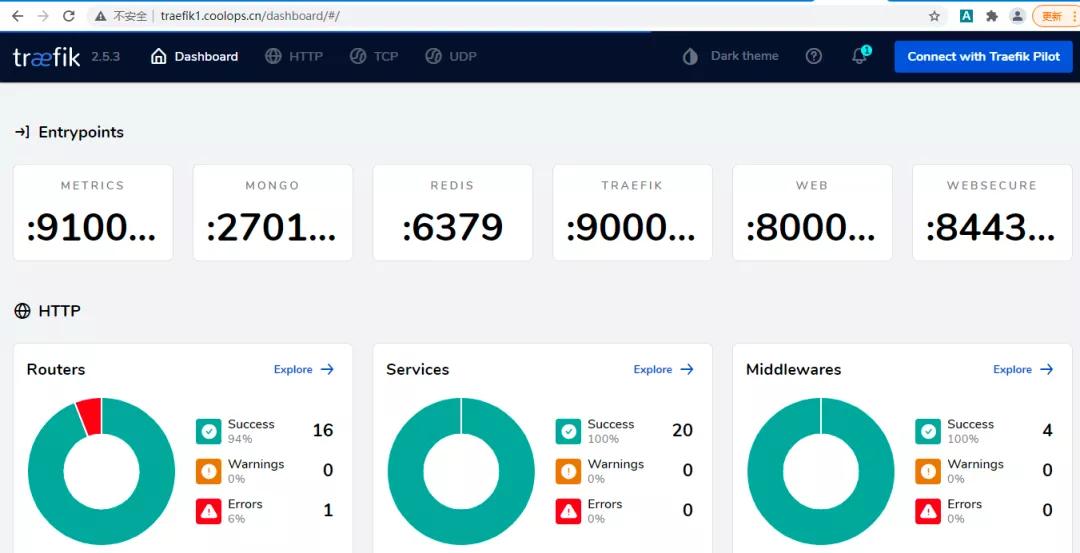 不安全 | traefik1.coolops.cn/dashboard/#/
A
更新
træfik 2.5.3 Dashboard HTTP TCP UDP Dark theme 1 Connect with Traefik Pilot
Entrypoints
METRICS MONGO REDIS TRAEFIK WEB WEBSECURE
:9100... :2701... :6379 :9000... :8000... :8443...
HTTP
Routers Explore
Success 16
94%
Warnings 0
0%
Errors 1
6%
Services Explore
Success 20
100%
Warnings 0
0%
Errors 0
0%
Middlewares Explore
Success 4
100%
Warnings 0
0%
Errors 0
0%